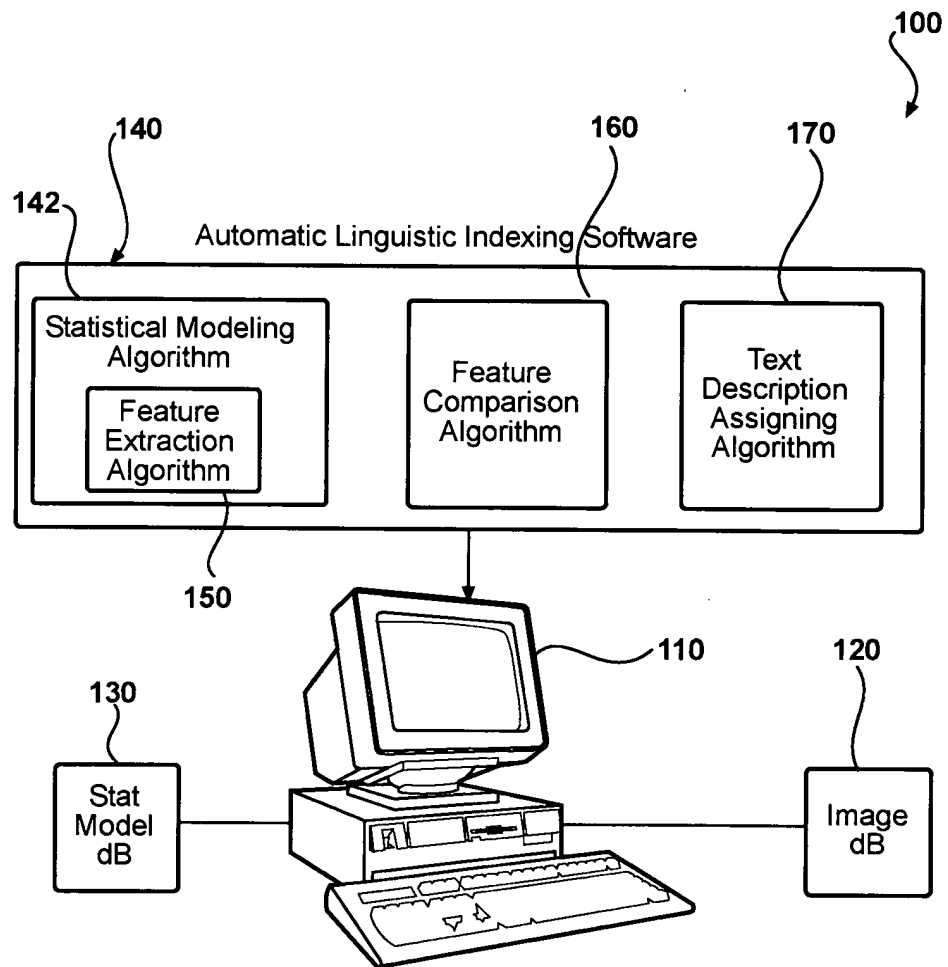 100
140
160
170
142
Automatic Linguistic Indexing Software
Statistical Modeling
Algorithm
Feature
Extraction
Algorithm
Feature
Comparison
Algorithm
Text
Description
Assigning
Algorithm
150
110
120
130
Stat
Model
dB
Image
dB